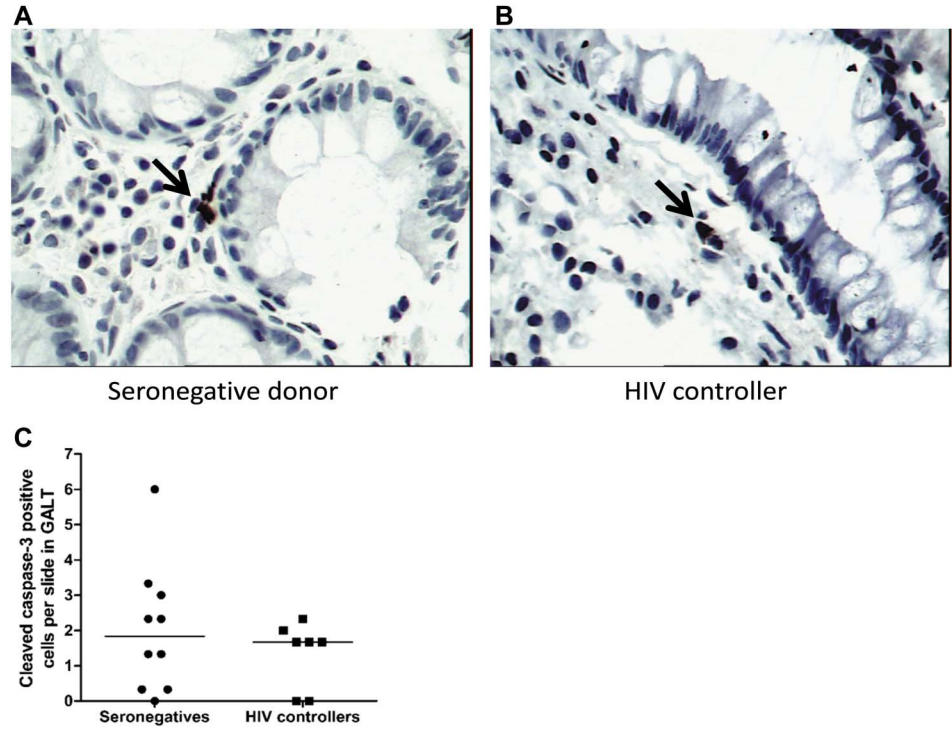 A
B
Seronegative donor
HIV controller
C
Cleaved caspase-3 positive
cells per slide in GALT
7
6
5
4
3
2
1
0
Seronegatives
HIV controllers